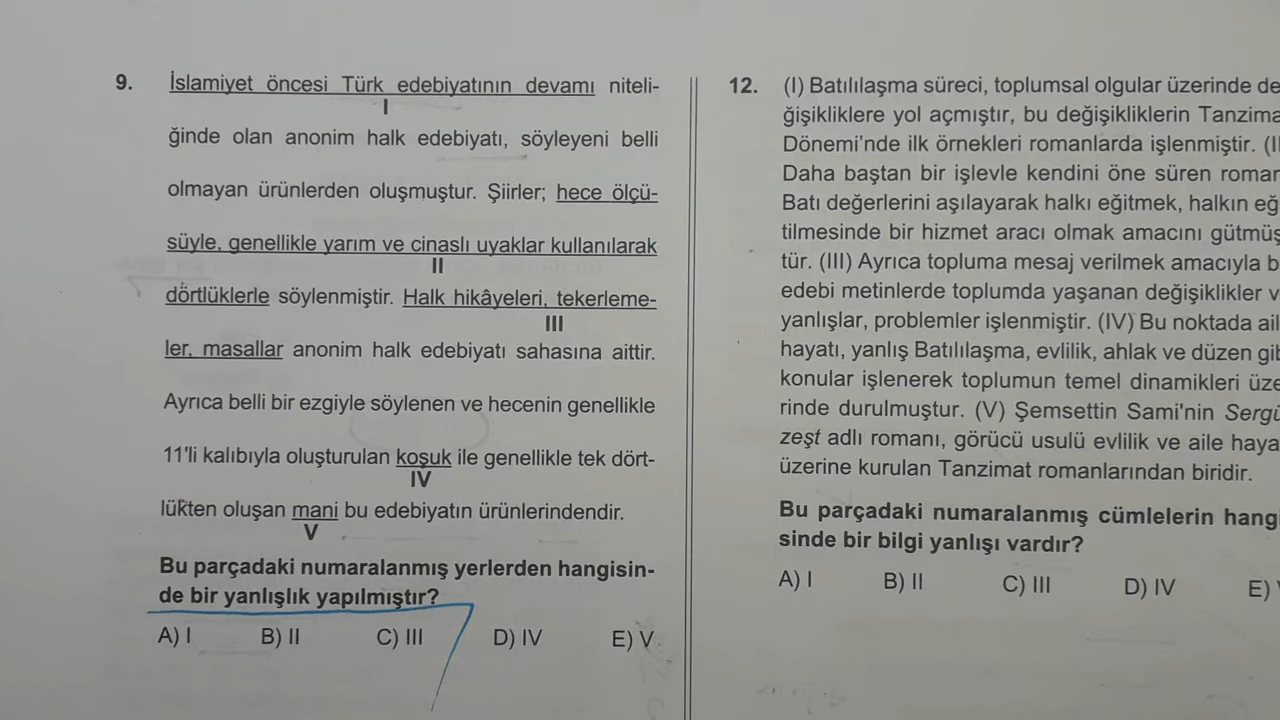 9. İslamiyet öncesi Türk edebiyatının devamı niteli-
I
ğinde olan anonim halk edebiyatı, söyleyeni belli
olmayan ürünlerden oluşmuştur. Şiirler; hece ölçü-
süyle, genellikle yarım ve cinaslı uyaklar kullanılarak
II
dörtlüklerle söylenmiştir. Halk hikâyeleri, tekerleme-
III
ler, masallar anonim halk edebiyatı sahasına aittir.
Ayrıca belli bir ezgiyle söylenen ve hecenin genellikle
11'li kalıbıyla oluşturulan koşuk ile genellikle tek dört-
IV
lükten oluşan mani bu edebiyatın ürünlerindendir.
V
Bu parçadaki numaralanmış yerlerden hangisin-
de bir yanlışlık yapılmıştır?
A) I B) II C) III D) IV E) V
12. (I) Batılılaşma süreci, toplumsal olgular üzerinde de
ğişikliklere yol açmıştır, bu değişikliklerin Tanzima
Dönemi'nde ilk örnekleri romanlarda işlenmiştir. (II
Daha baştan bir işlevle kendini öne süren roman
Batı değerlerini aşılayarak halkı eğitmek, halkın eğ
tilmesinde bir hizmet aracı olmak amacını gütmüş
tür. (III) Ayrıca topluma mesaj verilmek amacıyla b
edebi metinlerde toplumda yaşanan değişiklikler v
yanlışlar, problemler işlenmiştir. (IV) Bu noktada ail
hayatı, yanlış Batılılaşma, evlilik, ahlak ve düzen gib
konular işlenerek toplumun temel dinamikleri üze
rinde durulmuştur. (V) Şemsettin Sami'nin Sergü
zeşt adlı romanı, görücü usulü evlilik ve aile haya
üzerine kurulan Tanzimat romanlarından biridir.
Bu parçadaki numaralanmış cümlelerin hangi
sinde bir bilgi yanlışı vardır?
A) I B) II C) III D) IV E)